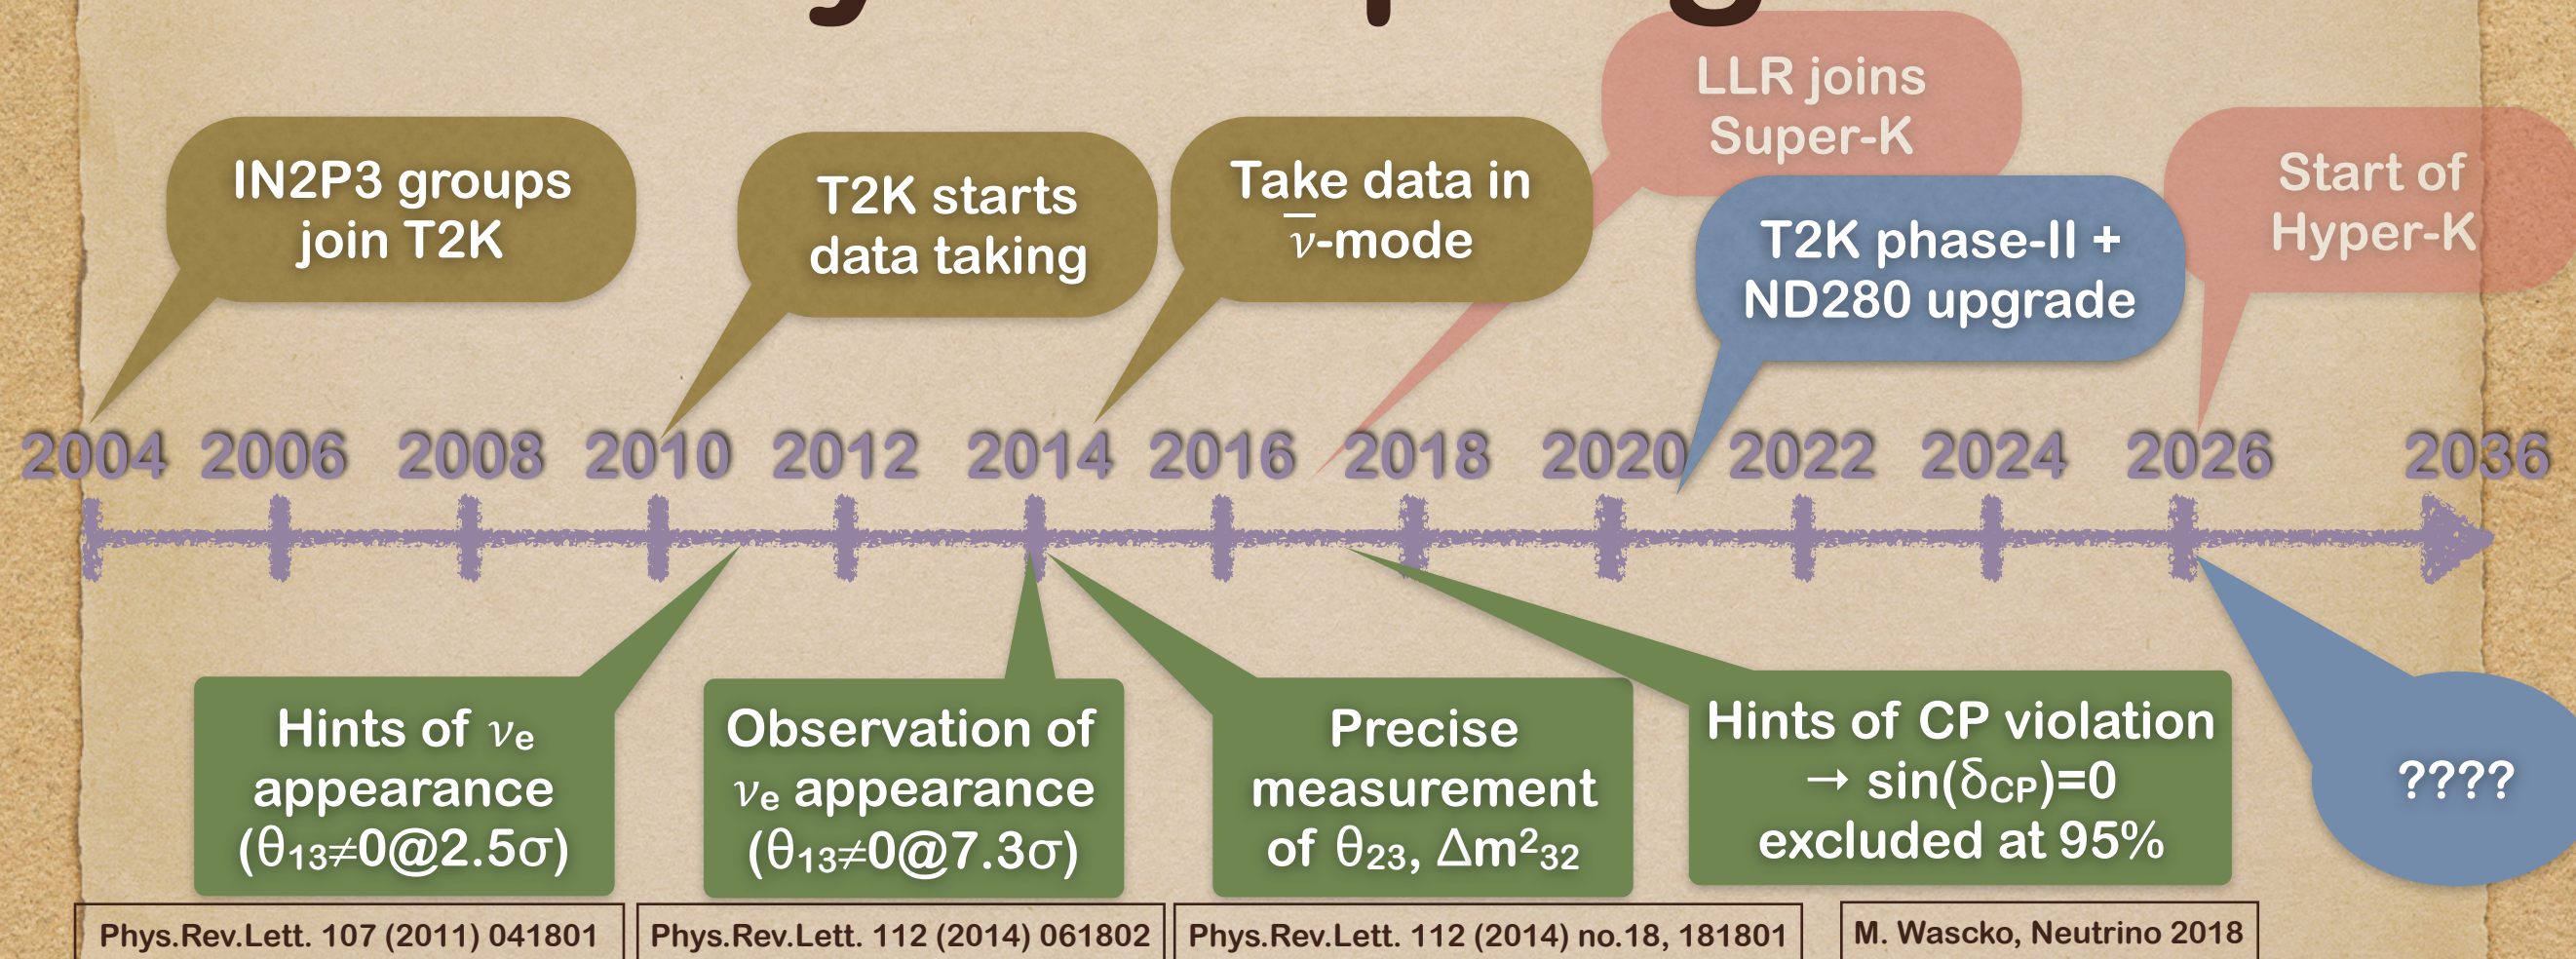 LLR joins
Super-K
IN2P3 groups
join T2K
T2K starts
data taking
Take data in
ν̅-mode
T2K phase-II +
ND280 upgrade
Start of
Hyper-K
2004 2006 2008 2010 2012 2014 2016 2018 2020 2022 2024 2026 2036
Hints of νe
appearance
(θ13≠0@2.5σ)
Observation of
νe appearance
(θ13≠0@7.3σ)
Precise
measurement
of θ23, Δm²32
Hints of CP violation
→ sin(δCP)=0
excluded at 95%
????
Phys.Rev.Lett. 107 (2011) 041801
Phys.Rev.Lett. 112 (2014) 061802
Phys.Rev.Lett. 112 (2014) no.18, 181801
M. Wascko, Neutrino 2018